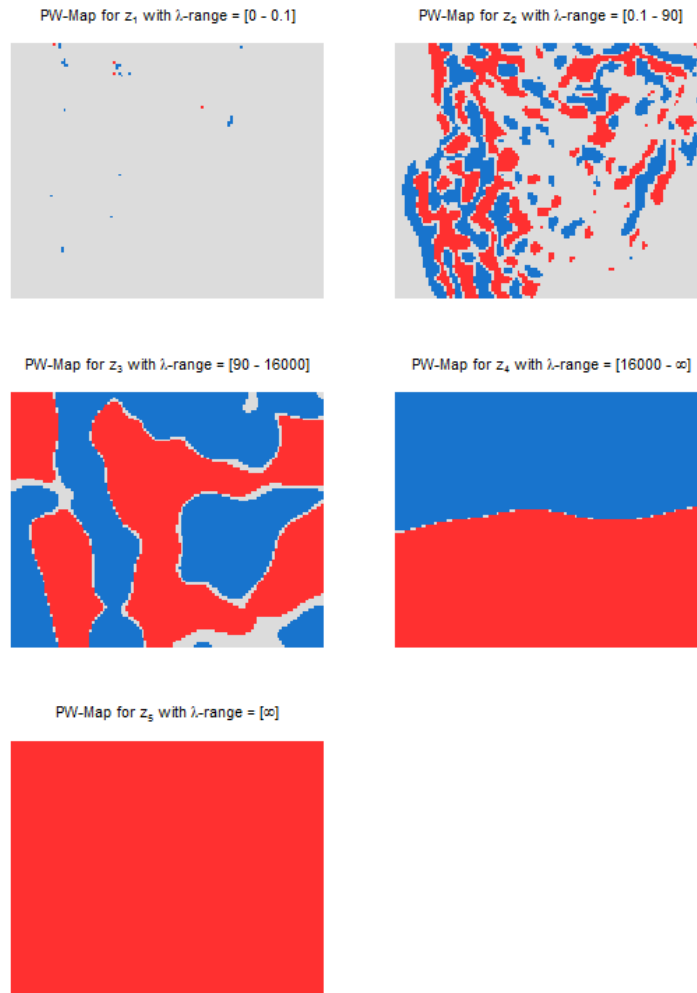 PW-Map for z₁ with λ-range = [0 - 0.1]
PW-Map for z₂ with λ-range = [0.1 - 90]
PW-Map for z₃ with λ-range = [90 - 16000]
PW-Map for z₄ with λ-range = [16000 - ∞]
PW-Map for z₅ with λ-range = [∞]